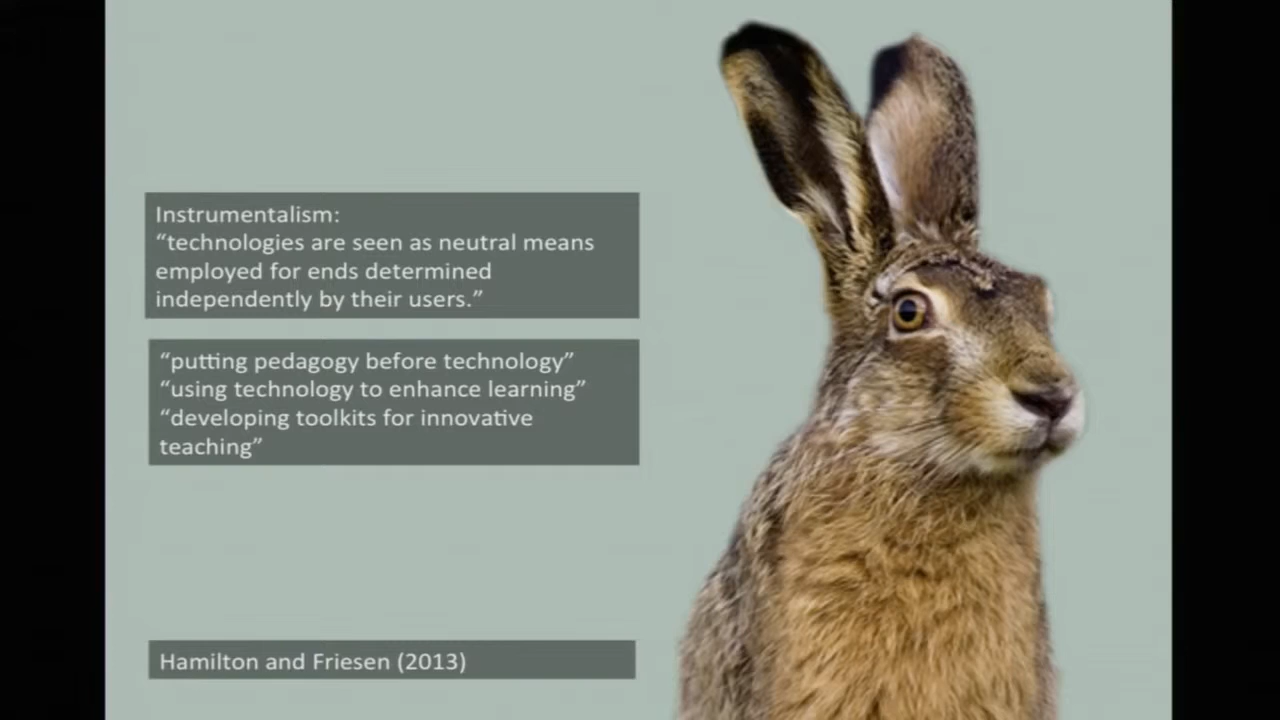 Instrumentalism:
“technologies are seen as neutral means
employed for ends determined
independently by their users.”
“putting pedagogy before technology”
“using technology to enhance learning”
“developing toolkits for innovative
teaching”
Hamilton and Friesen (2013)